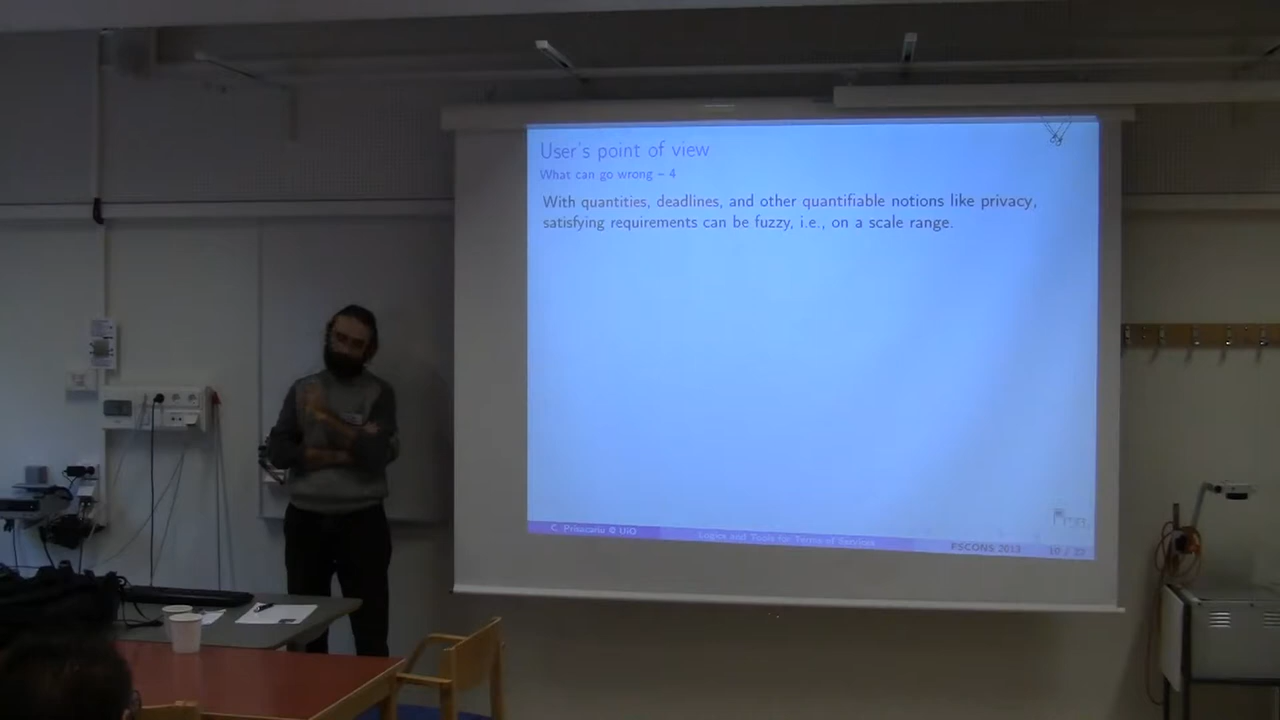 User's point of view
What can go wrong – 4
With quantities, deadlines, and other quantifiable notions like privacy,
satisfying requirements can be fuzzy, i.e., on a scale range.
C. Prisacariu @ UiO
Logics and Tools for Terms of Services
FSCONS 2013
10 / 27